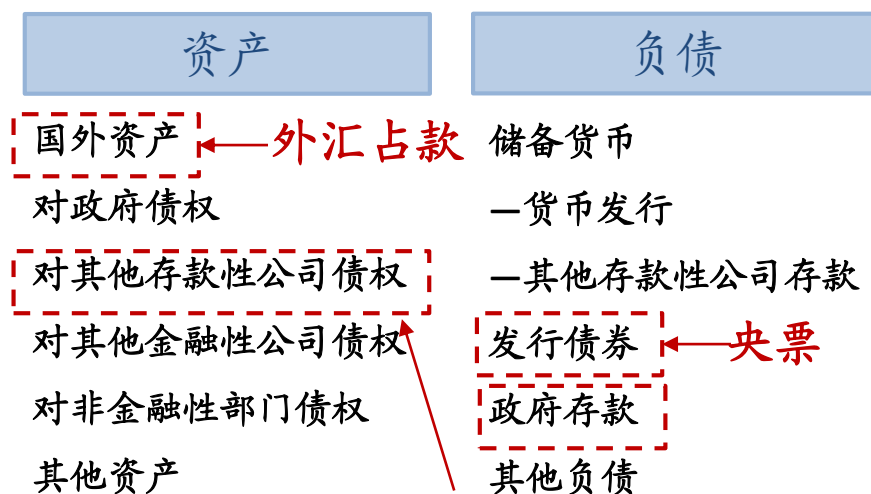 资产
负债
国外资产
外汇占款
储备货币
对政府债权
—货币发行
对其他存款性公司债权
—其他存款性公司存款
对其他金融性公司债权
发行债券
央票
对非金融性部门债权
政府存款
其他资产
其他负债